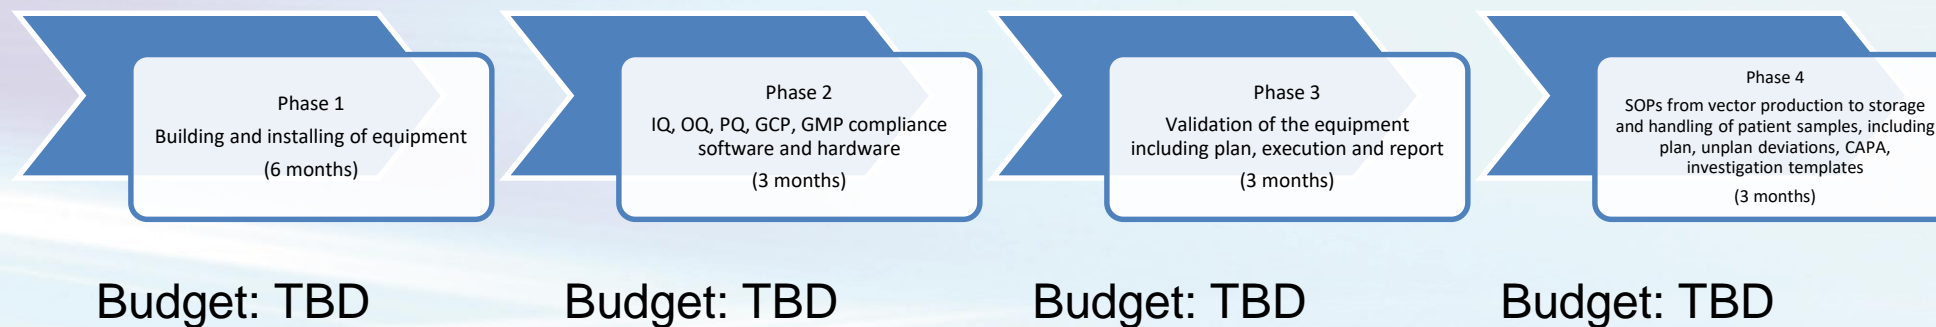 Phase 1
Building and installing of equipment
(6 months)
Phase 2
IQ, OQ, PQ, GCP, GMP compliance
software and hardware
(3 months)
Phase 3
Validation of the equipment
including plan, execution and report
(3 months)
Phase 4
SOPs from vector production to storage
and handling of patient samples, including
plan, unplan deviations, CAPA,
investigation templates
(3 months)
Budget: TBD
Budget: TBD
Budget: TBD
Budget: TBD